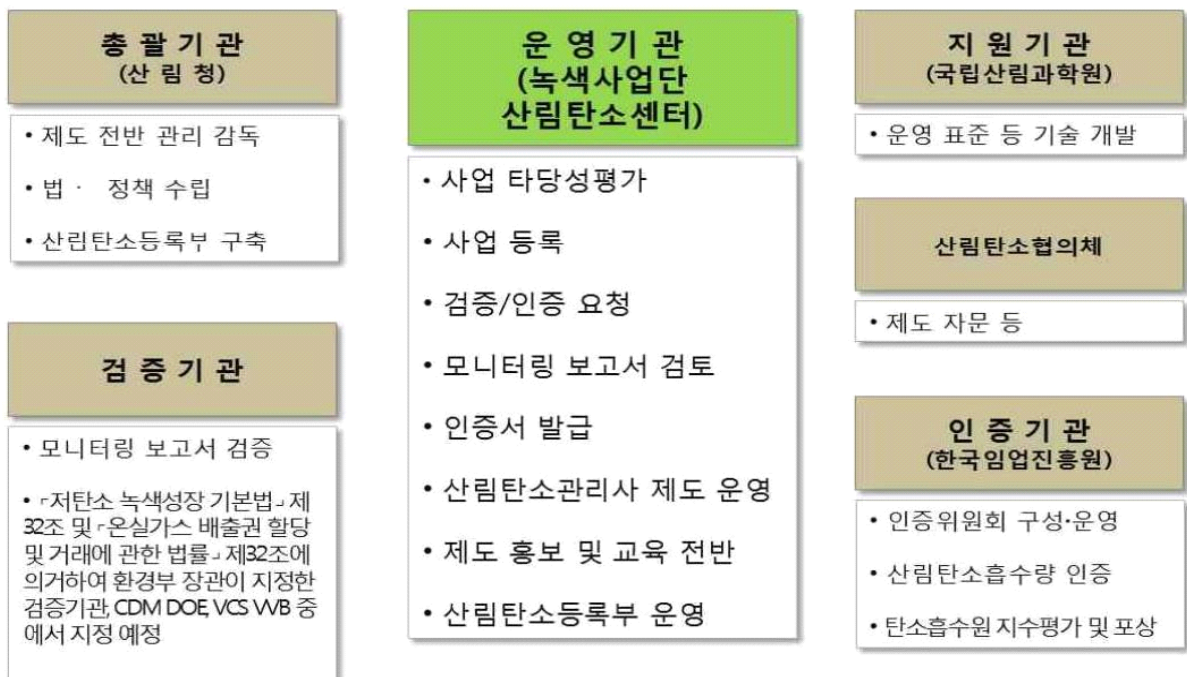 총 괄 기 관
(산 림 청)
• 제도 전반 관리 감독
• 법 · 정책 수립
• 산림탄소등록부 구축
검 증 기 관
• 모니터링 보고서 검증
• ｢저탄소 녹색성장 기본법｣ 제
32조 및 ｢온실가스 배출권 할당
및 거래에 관한 법률｣ 제32조에
의거하여 환경부 장관이 지정한
검증기관, CDM DOE, VCS VVB 중
에서 지정 예정
운 영 기 관
(녹색사업단
산림탄소센터)
• 사업 타당성평가
• 사업 등록
• 검증/인증 요청
• 모니터링 보고서 검토
• 인증서 발급
• 산림탄소관리사 제도 운영
• 제도 홍보 및 교육 전반
• 산림탄소등록부 운영
지 원 기 관
(국립산림과학원)
• 운영 표준 등 기술 개발
산림탄소협의체
• 제도 자문 등
인 증 기 관
(한국임업진흥원)
• 인증위원회 구성·운영
• 산림탄소흡수량 인증
• 탄소흡수원 지수평가 및 포상